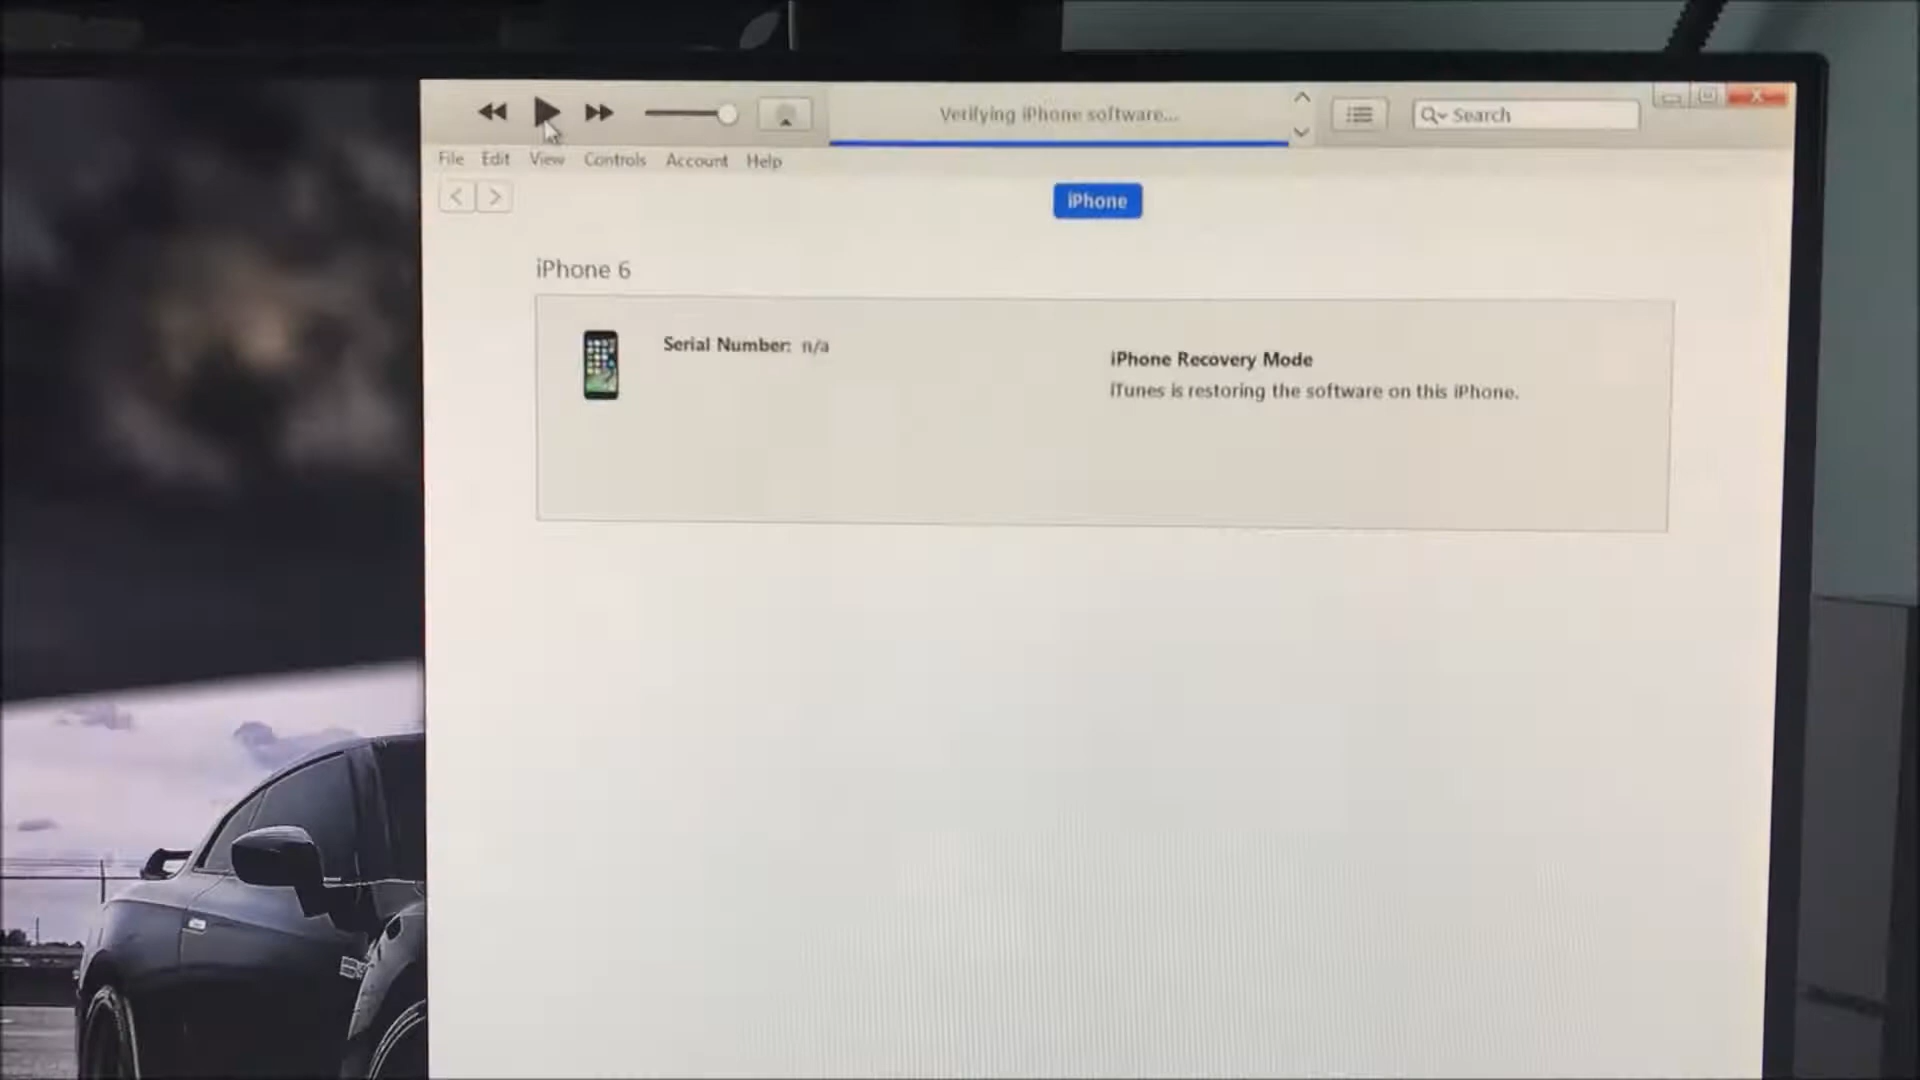 Verifying iPhone software...
Search
File Edit View Controls Account Help
iPhone
iPhone 6
Serial Number: n/a
iPhone Recovery Mode
iTunes is restoring the software on this iPhone.